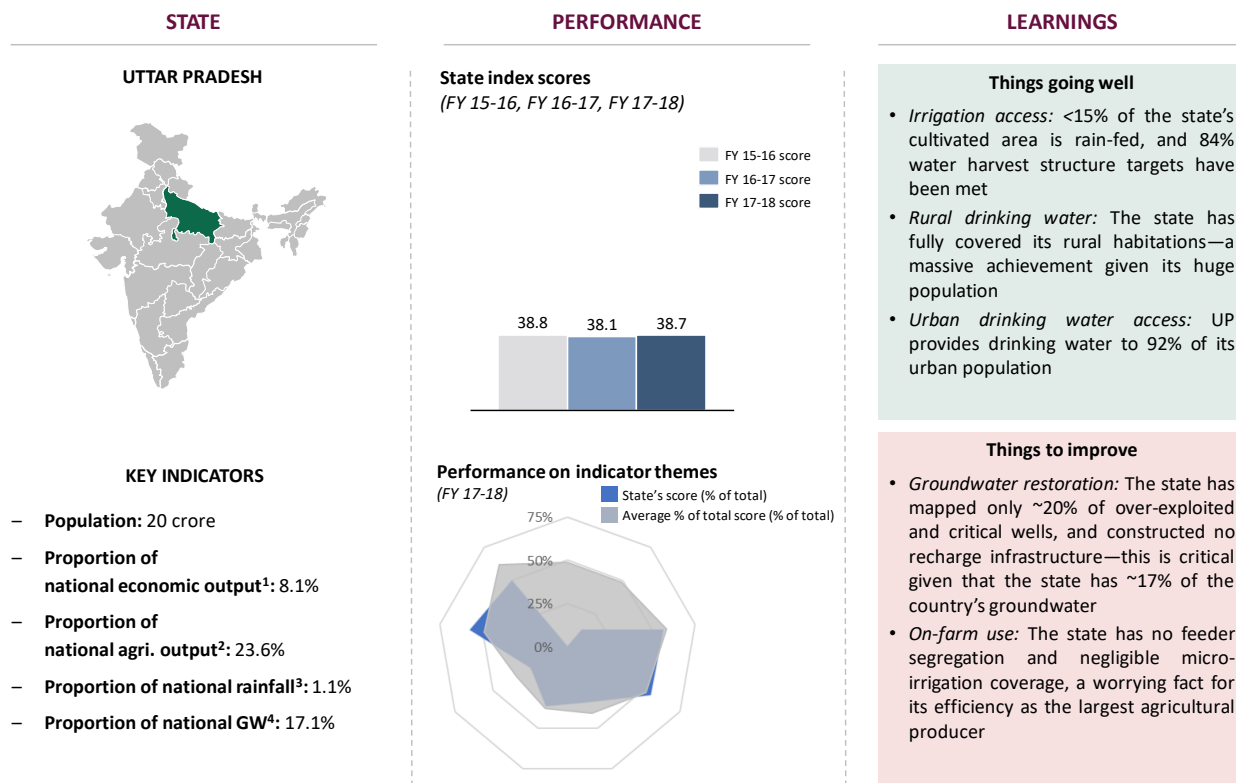 STATE
UTTAR PRADESH
KEY INDICATORS
– Population: 20 crore
– Proportion of
national economic output1: 8.1%
– Proportion of
national agri. output2: 23.6%
– Proportion of national rainfall3: 1.1%
– Proportion of national GW4: 17.1%
PERFORMANCE
State index scores
(FY 15-16, FY 16-17, FY 17-18)
FY 15-16 score
FY 16-17 score
FY 17-18 score
38.8 38.1 38.7
Performance on indicator themes
(FY 17-18)
State's score (% of total)
Average % of total score (% of total)
75%
50%
25%
0%
LEARNINGS
Things going well
• Irrigation access: <15% of the state's
cultivated area is rain-fed, and 84%
water harvest structure targets have
been met
• Rural drinking water: The state has
fully covered its rural habitations—a
massive achievement given its huge
population
• Urban drinking water access: UP
provides drinking water to 92% of its
urban population
Things to improve
• Groundwater restoration: The state has
mapped only ~20% of over-exploited
and critical wells, and constructed no
recharge infrastructure—this is critical
given that the state has ~17% of the
country's groundwater
• On-farm use: The state has no feeder
segregation and negligible micro-
irrigation coverage, a worrying fact for
its efficiency as the largest agricultural
producer